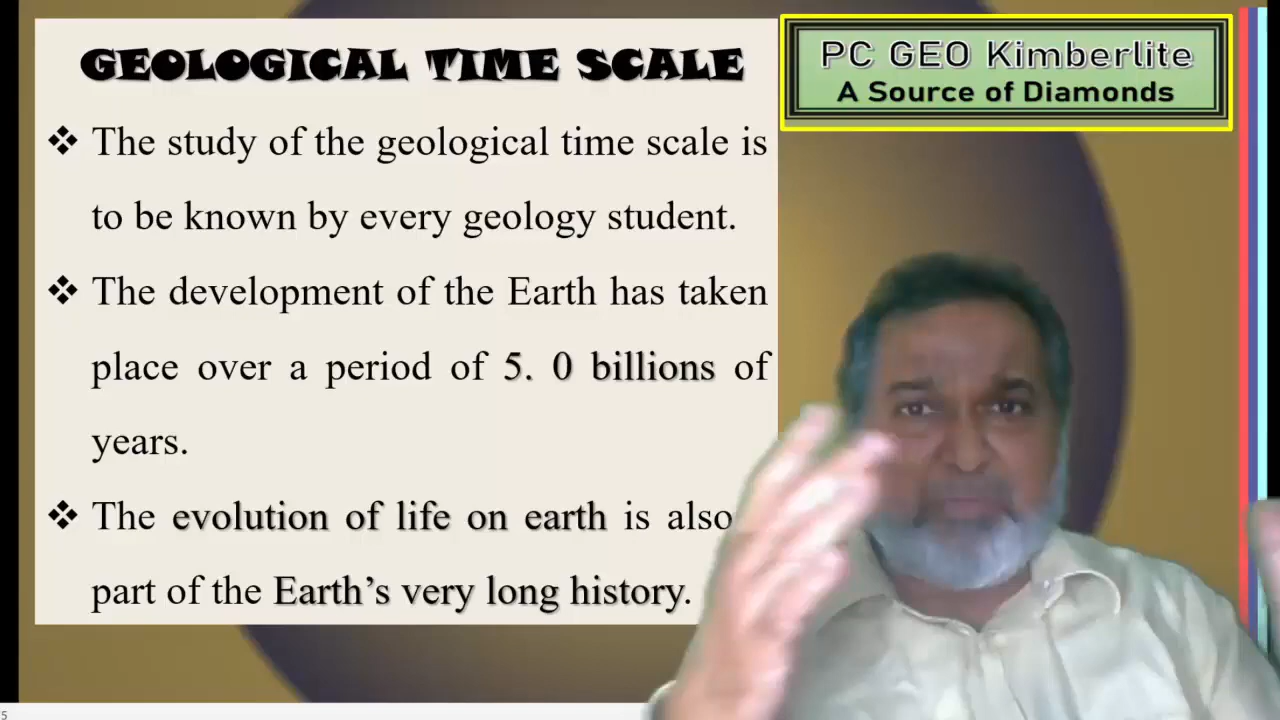 GEOLOGICAL TIME SCALE
PC GEO Kimberlite
A Source of Diamonds
❖ The study of the geological time scale is
to be known by every geology student.
❖ The development of the Earth has taken
place over a period of 5. 0 billions of
years.
❖ The evolution of life on earth is also
part of the Earth's very long history.
5